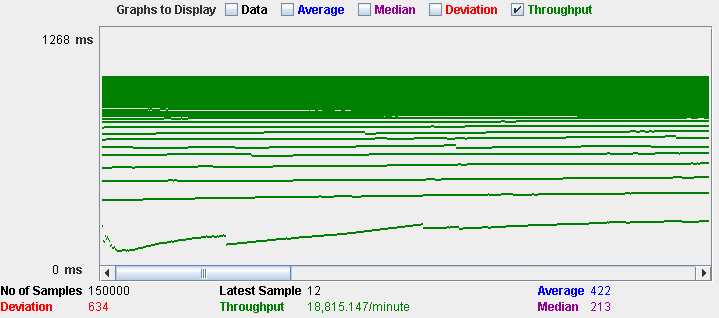 Graphs to Display Data Average Median Deviation Throughput
1268 ms
0 ms
No of Samples 150000 Latest Sample 12 Average 422
Deviation 634 Throughput 18,815.147/minute Median 213